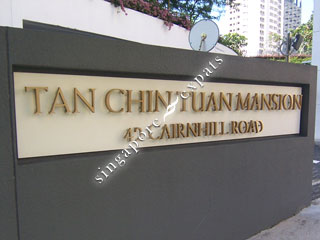 TAN CHIN TUAN MANSION
42 CAIRNHILL ROAD
singapore expats